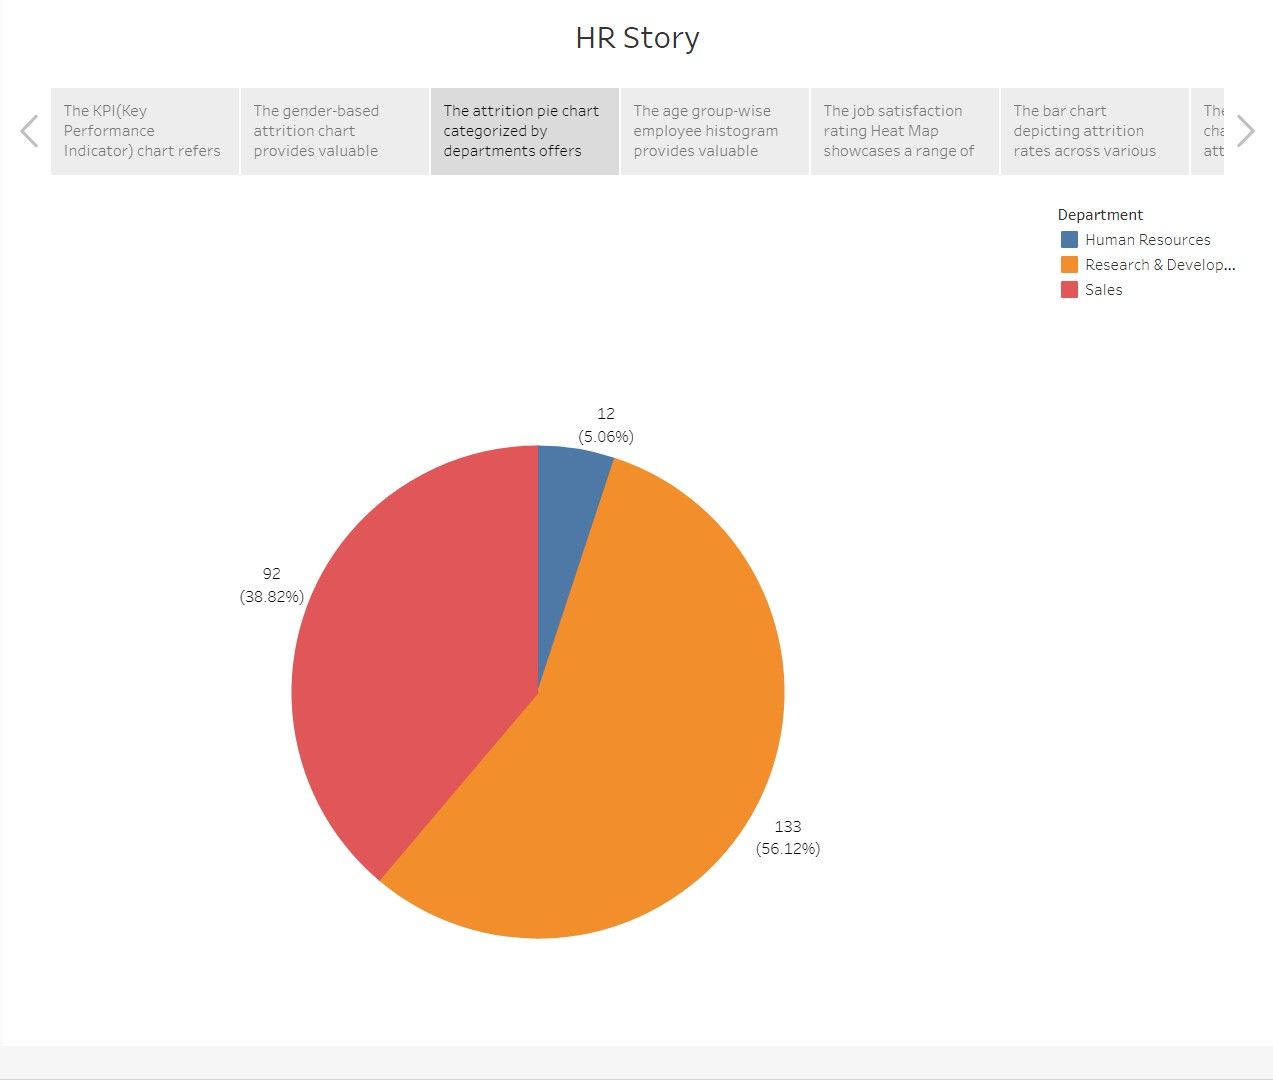 HR Story
The KPI(Key
Performance
Indicator) chart refers
The gender-based
attrition chart
provides valuable
The attrition pie chart
categorized by
departments offers
The age group-wise
employee histogram
provides valuable
The job satisfaction
rating Heat Map
showcases a range of
The bar chart
depicting attrition
rates across various
The
cha
att
Department
Human Resources
Research & Develop...
Sales
12
(5.06%)
92
(38.82%)
133
(56.12%)